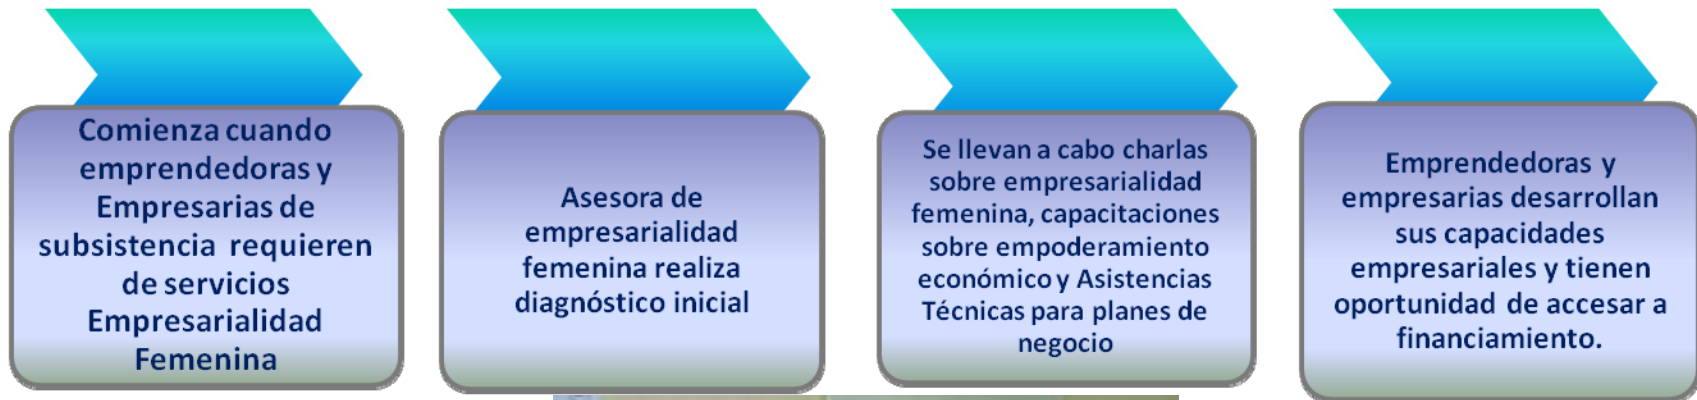 Comienza cuando
emprendedoras y
Empresarias de
subsistencia requieren
de servicios
Empresarialidad
Femenina
Asesora de
empresarialidad
femenina realiza
diagnóstico inicial
Se llevan a cabo charlas
sobre empresarialidad
femenina, capacitaciones
sobre empoderamiento
económico y Asistencias
Técnicas para planes de
negocio
Emprendedoras y
empresarias desarrollan
sus capacidades
empresariales y tienen
oportunidad de accesar a
financiamiento.